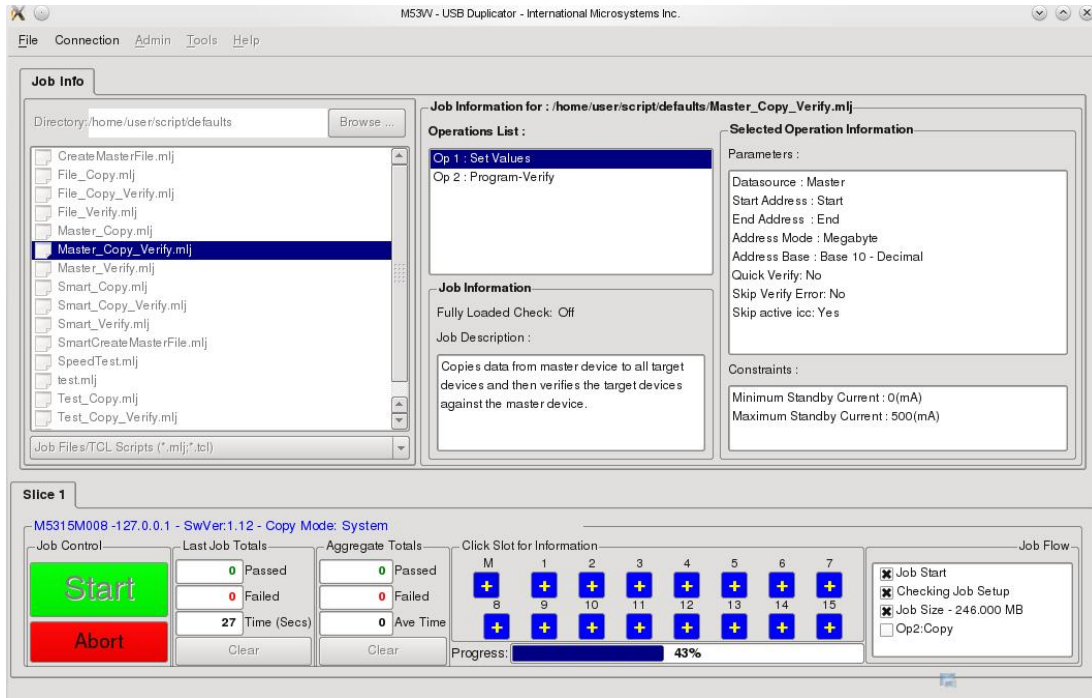 M53W - USB Duplicator - International Microsystems Inc.
File Connection Admin Tools Help
Job Info
Directory:/home/user/script/defaults Browse ...
CreateMasterFile.mlj
File_Copy.mlj
File_Copy_Verify.mlj
File_Verify.mlj
Master_Copy.mlj
Master_Copy_Verify.mlj
Master_Verify.mlj
Smart_Copy.mlj
Smart_Copy_Verify.mlj
Smart_Verify.mlj
SmartCreateMasterFile.mlj
SpeedTest.mlj
test.mlj
Test_Copy.mlj
Test_Copy_Verify.mlj
Job Files/TCL Scripts (*.mlj;*.tcl)
Job Information for : /home/user/script/defaults/Master_Copy_Verify.mlj
Operations List :
Op 1 : Set Values
Op 2 : Program-Verify
Job Information
Fully Loaded Check: Off
Job Description :
Copies data from master device to all target
devices and then verifies the target devices
against the master device.
Selected Operation Information
Parameters :
Datasource : Master
Start Address : Start
End Address : End
Address Mode : Megabyte
Address Base : Base 10 - Decimal
Quick Verify: No
Skip Verify Error: No
Skip active icc: Yes
Constraints :
Minimum Standby Current : 0(mA)
Maximum Standby Current : 500(mA)
Slice 1
M5315M008 -127.0.0.1 - SwVer:1.12 - Copy Mode: System
Job Control
Start
Abort
Last Job Totals
0 Passed
0 Failed
27 Time (Secs)
Clear
Aggregate Totals
0 Passed
0 Failed
0 Ave Time
Clear
Click Slot for Information
M 1 2 3 4 5 6 7
8 9 10 11 12 13 14 15
Progress: 43%
Job Flow
Job Start
Checking Job Setup
Job Size - 246.000 MB
Op2:Copy